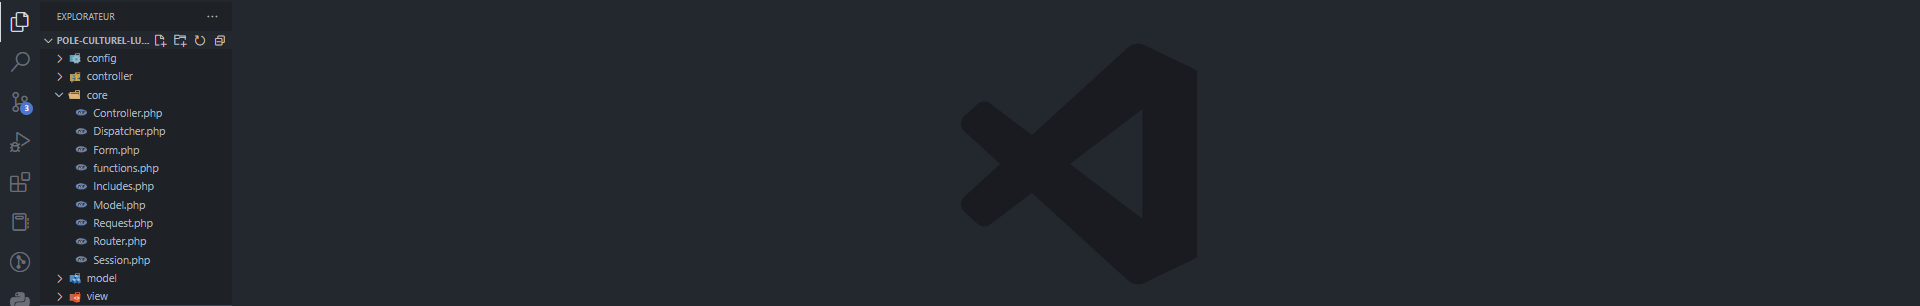 EXPLORATEUR
POLE-CULTUREL-LU...
config
controller
core
Controller.php
Dispatcher.php
Form.php
functions.php
Includes.php
Model.php
3
Request.php
Router.php
Session.php
model
view